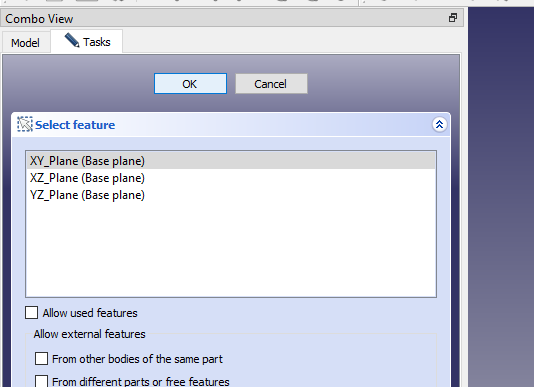 Combo View
Model
Tasks
OK
Cancel
Select feature
XY_Plane (Base plane)
XZ_Plane (Base plane)
YZ_Plane (Base plane)
Allow used features
Allow external features
From other bodies of the same part
From different parts or free features